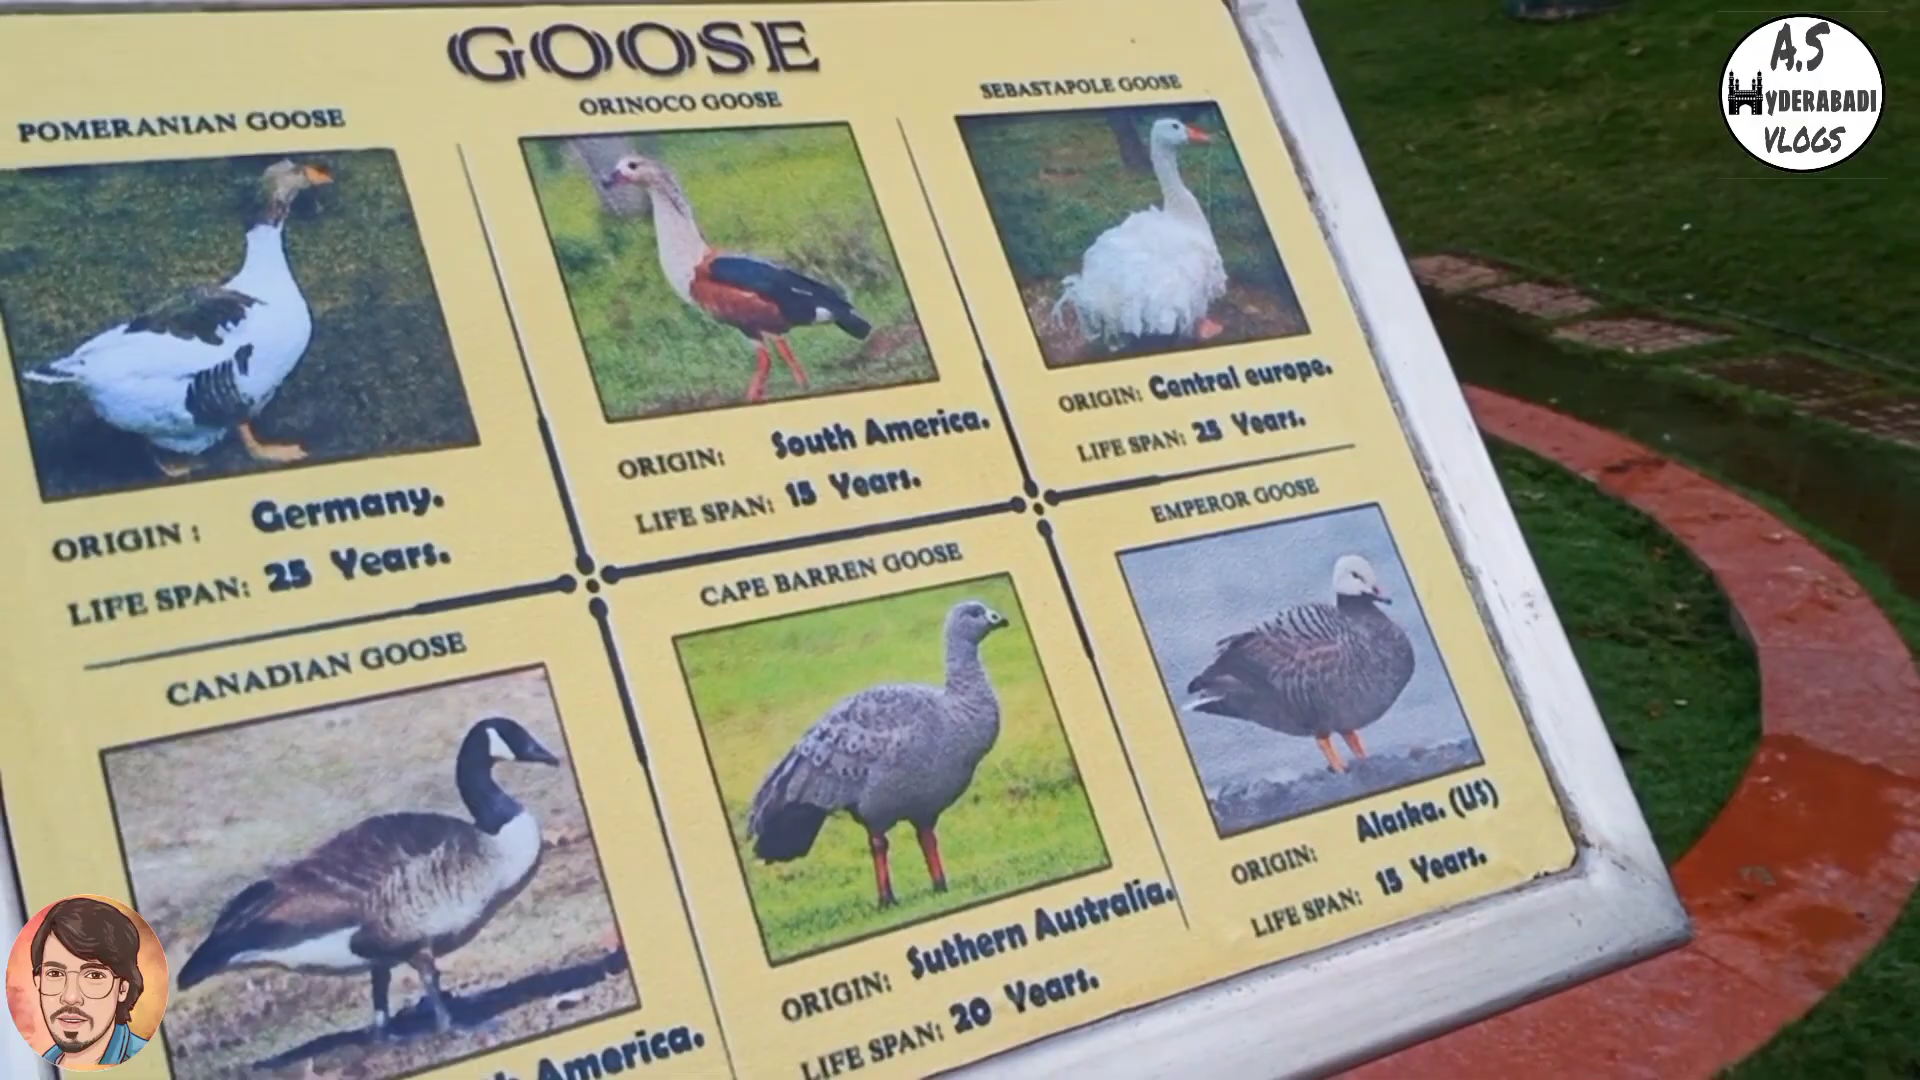 GOOSE
POMERANIAN GOOSE
ORIGIN : Germany.
LIFE SPAN: 25 Years.
ORINOCO GOOSE
ORIGIN: South America.
LIFE SPAN: 15 Years.
SEBASTAPOLE GOOSE
ORIGIN: Central europe.
LIFE SPAN: 25 Years.
CANADIAN GOOSE
America.
CAPE BARREN GOOSE
ORIGIN: Suthern Australia.
LIFE SPAN: 20 Years.
EMPEROR GOOSE
ORIGIN: Alaska. (US)
LIFE SPAN: 15 Years.
A.S
HYDERABADI
VLOGS